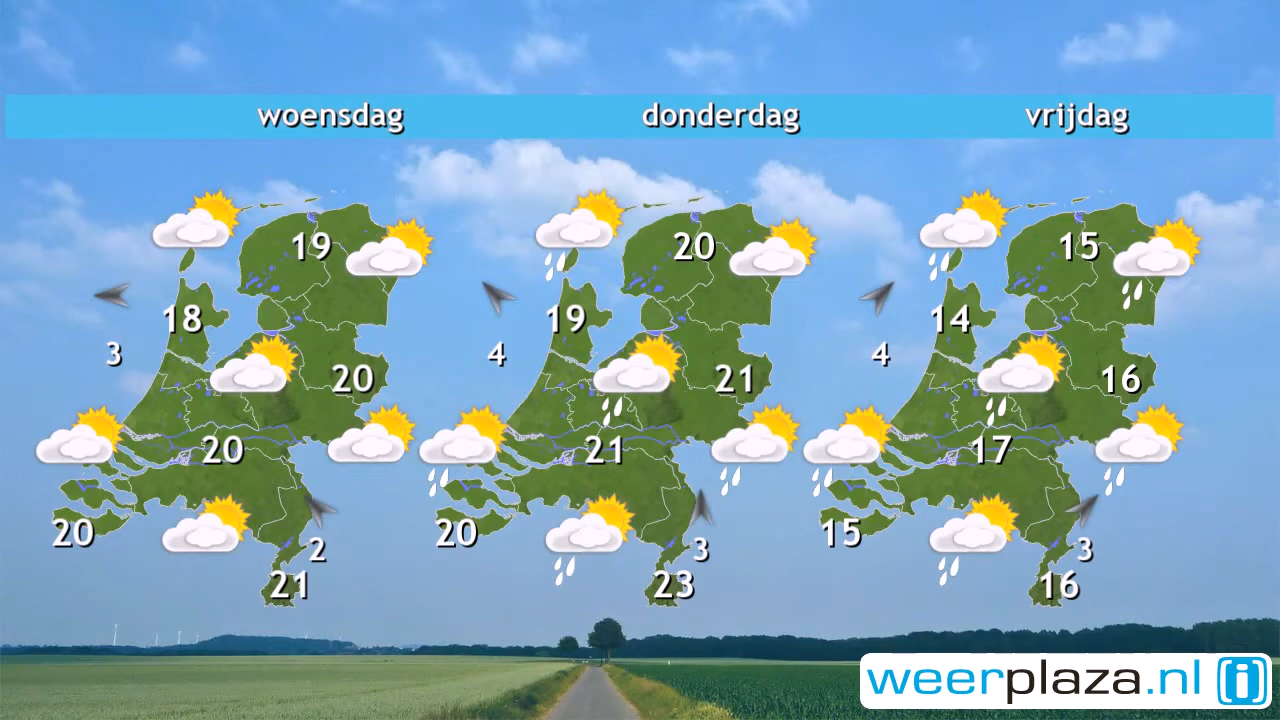 woensdag donderdag vrijdag
19 20 15
18 19 14
3 4 4
20 21 16
20 21 17
20 20 15
2 3 3
21 23 16
weerplaza.nl i